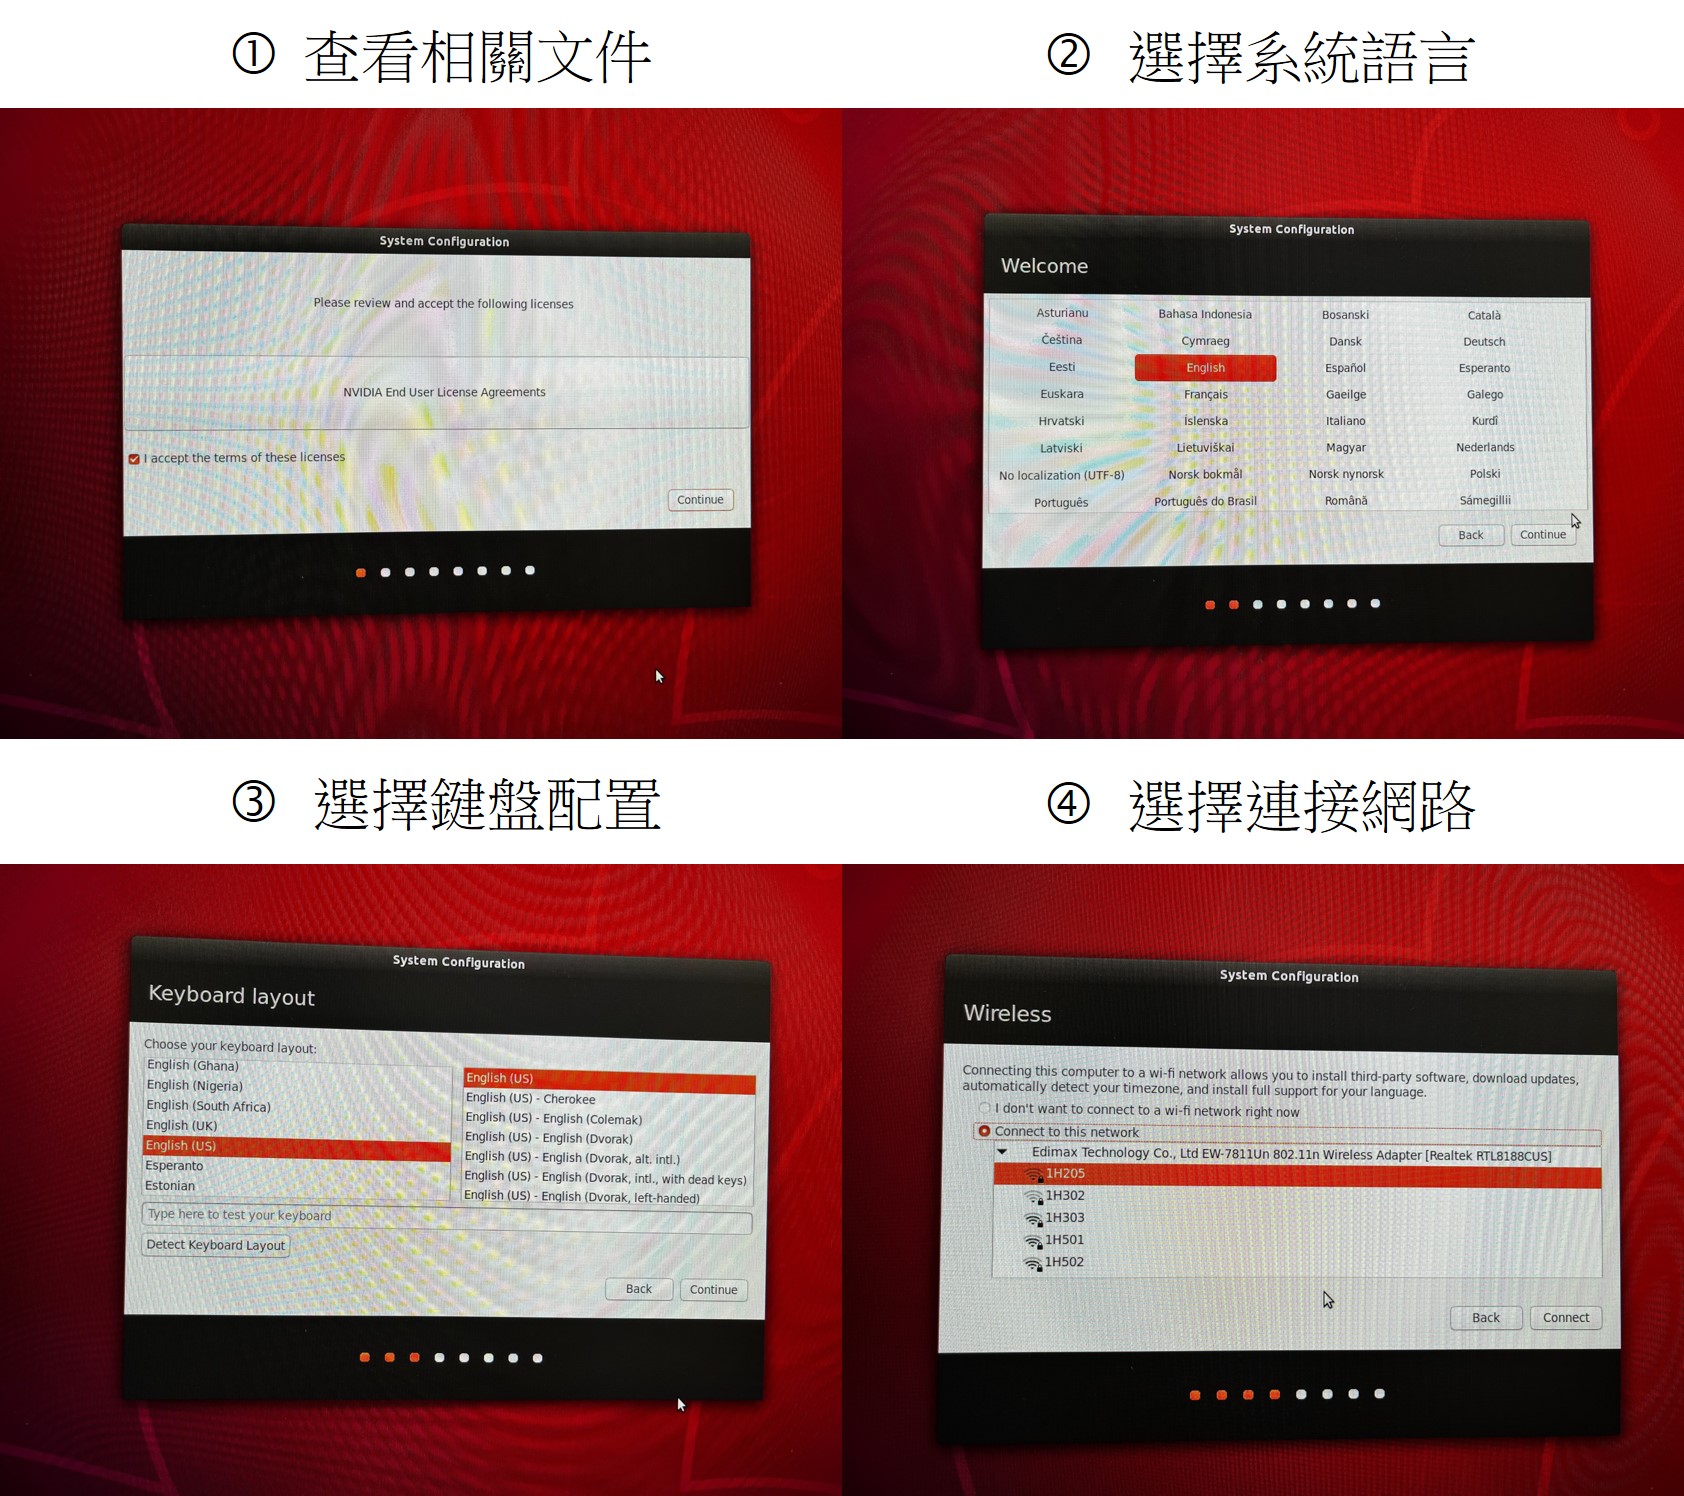 ① 查看相關文件
System Configuration
Please review and accept the following licenses
NVIDIA End User License Agreements
I accept the terms of these licenses
Continue
② 選擇系統語言
System Configuration
Welcome
Asturianu Bahasa Indonesia Bosanski Català
Čeština Cymraeg Dansk Deutsch
Eesti English Español Esperanto
Euskara Français Gaeilge Galego
Hrvatski Íslenska Italiano Kurdî
Latviski Lietuviškai Magyar Nederlands
No localization (UTF-8) Norsk bokmål Norsk nynorsk Polski
Português Português do Brasil Română Sámegillii
Back Continue
③ 選擇鍵盤配置
System Configuration
Keyboard layout
Choose your keyboard layout:
English (Ghana)
English (Nigeria)
English (South Africa)
English (UK)
English (US)
Esperanto
Estonian
English (US)
English (US) - Cherokee
English (US) - English (Colemak)
English (US) - English (Dvorak)
English (US) - English (Dvorak, alt. intl.)
English (US) - English (Dvorak, intl., with dead keys)
English (US) - English (Dvorak, left-handed)
Type here to test your keyboard
Detect Keyboard Layout
Back Continue
④ 選擇連接網路
System Configuration
Wireless
Connecting this computer to a wi-fi network allows you to install third-party software, download updates,
automatically detect your timezone, and install full support for your language.
I don't want to connect to a wi-fi network right now
Connect to this network
Edimax Technology Co., Ltd EW-7811Un 802.11n Wireless Adapter [Realtek RTL8188CUS]
1H205
1H302
1H303
1H501
1H502
Back Connect